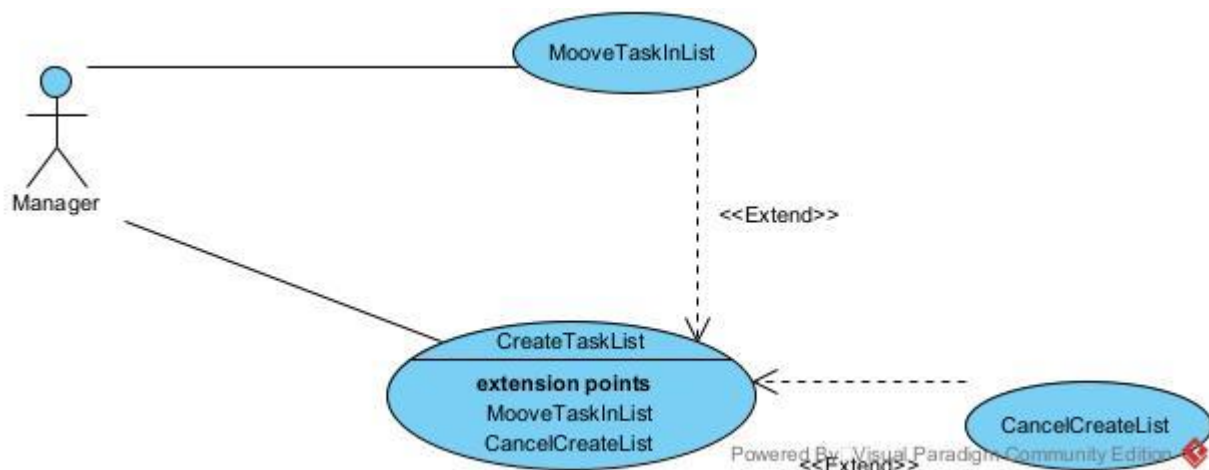 MooveTaskInList
Manager
<<Extend>>
CreateTaskList
extension points
MooveTaskInList
CancelCreateList
CancelCreateList
Powered By: Visual Paradigm Community Edition
<<Extend>>